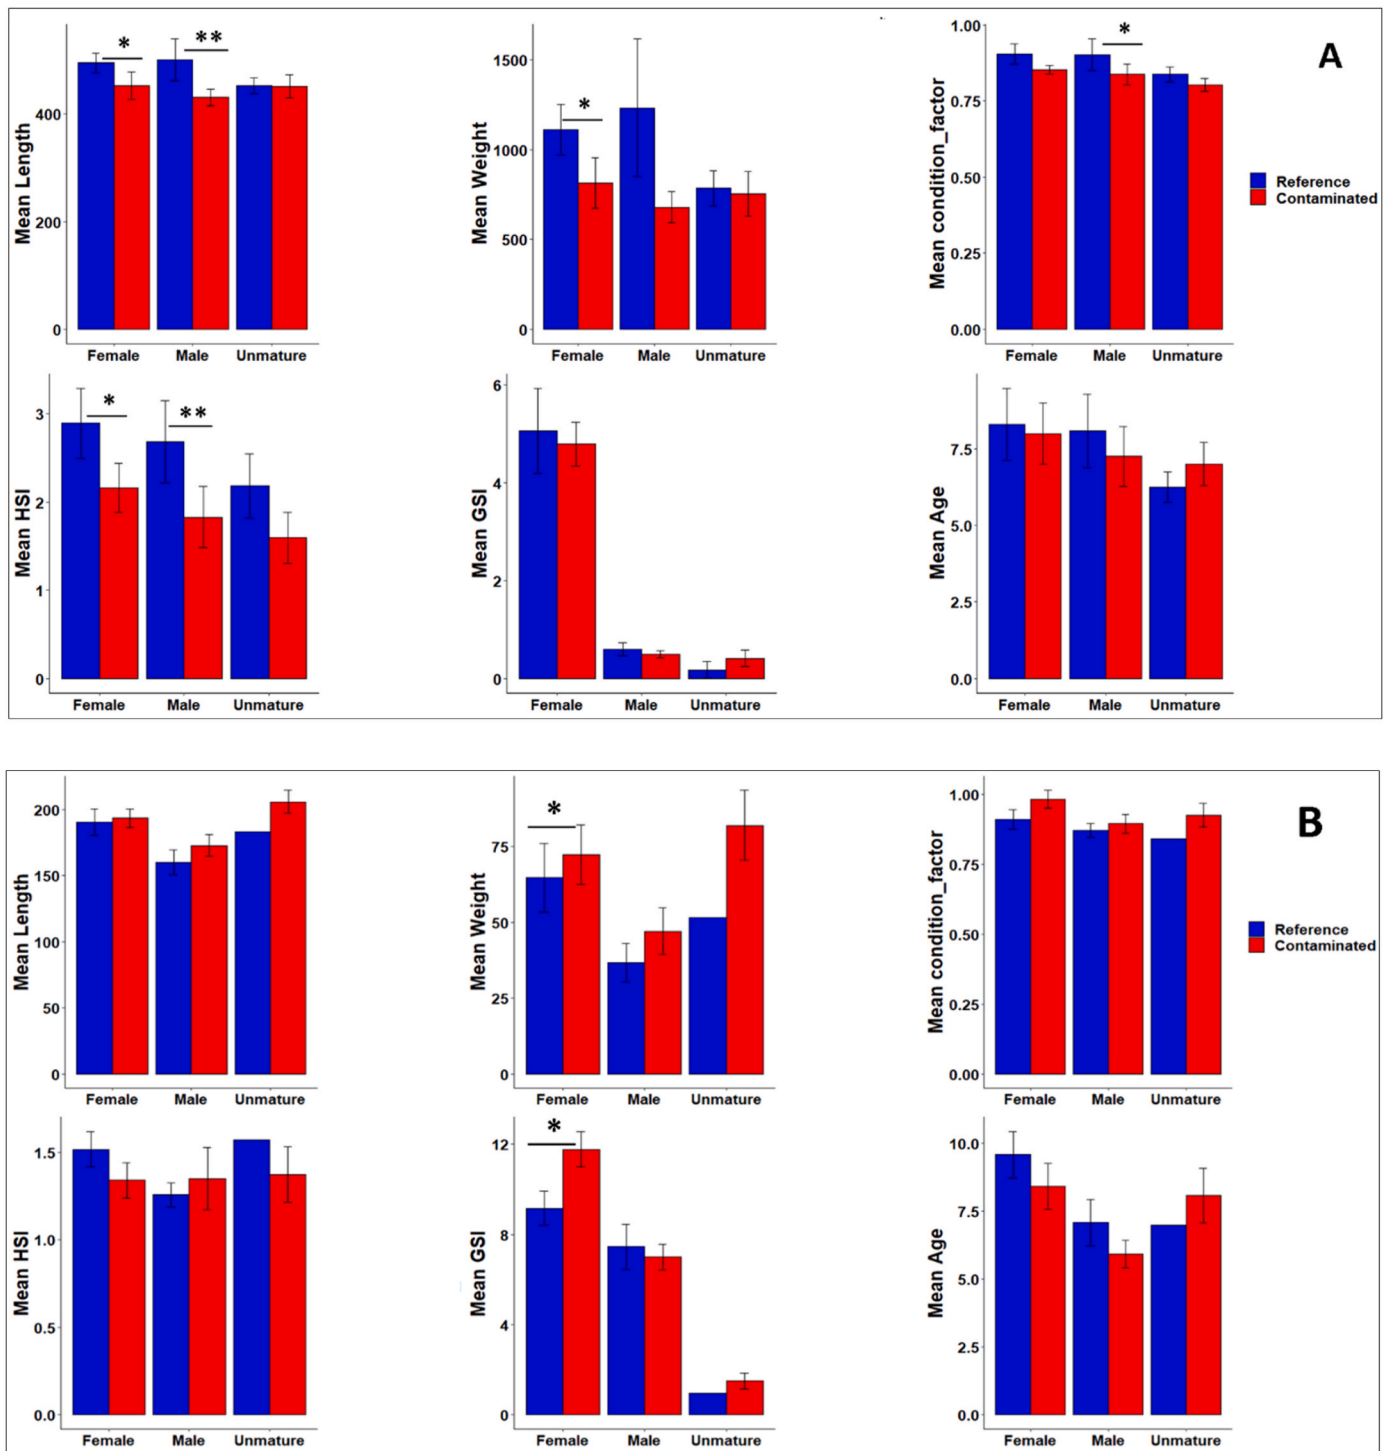 A
Mean Length
400
200
0
*
**
Female Male Unmature
Mean Weight
1500
1000
500
0
*
Female Male Unmature
Mean condition_factor
1.00
0.75
0.50
0.25
0.00
*
Female Male Unmature
Reference
Contaminated
Mean HSI
3
2
1
0
*
**
Female Male Unmature
Mean GSI
6
4
2
0
Female Male Unmature
Mean Age
7.5
5.0
2.5
0.0
Female Male Unmature
B
Mean Length
200
150
100
50
0
Female Male Unmature
Mean Weight
75
50
25
0
*
Female Male Unmature
Mean condition_factor
1.00
0.75
0.50
0.25
0.00
Female Male Unmature
Reference
Contaminated
Mean HSI
1.5
1.0
0.5
0.0
Female Male Unmature
Mean GSI
12
8
4
0
*
Female Male Unmature
Mean Age
10.0
7.5
5.0
2.5
0.0
Female Male Unmature